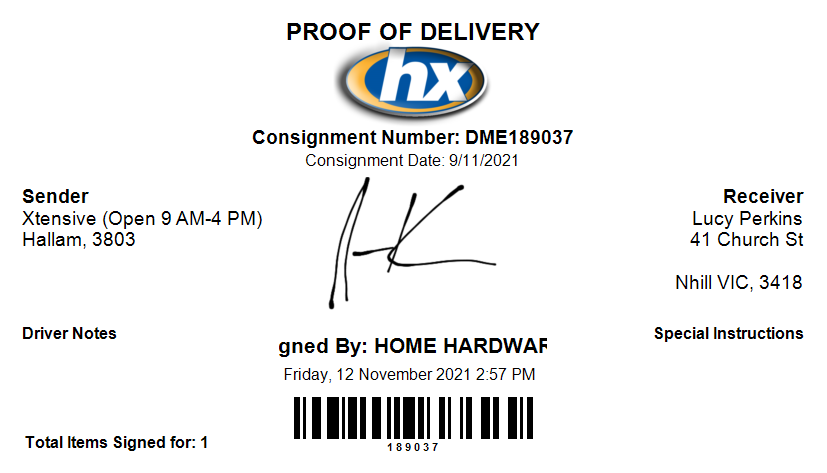 PROOF OF DELIVERY
hx
Consignment Number: DME189037
Consignment Date: 9/11/2021
Sender
Xtensive (Open 9 AM-4 PM)
Hallam, 3803
Receiver
Lucy Perkins
41 Church St
Nhill VIC, 3418
Driver Notes
Special Instructions
gned By: HOME HARDWAR
Friday, 12 November 2021 2:57 PM
189037
Total Items Signed for: 1